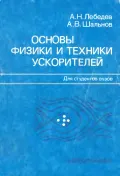 А.Н.Лебедев
А.В.Шальнов
ОСНОВЫ
ФИЗИКИ И ТЕХНИКИ
УСКОРИТЕЛЕЙ
Для студентов вузов